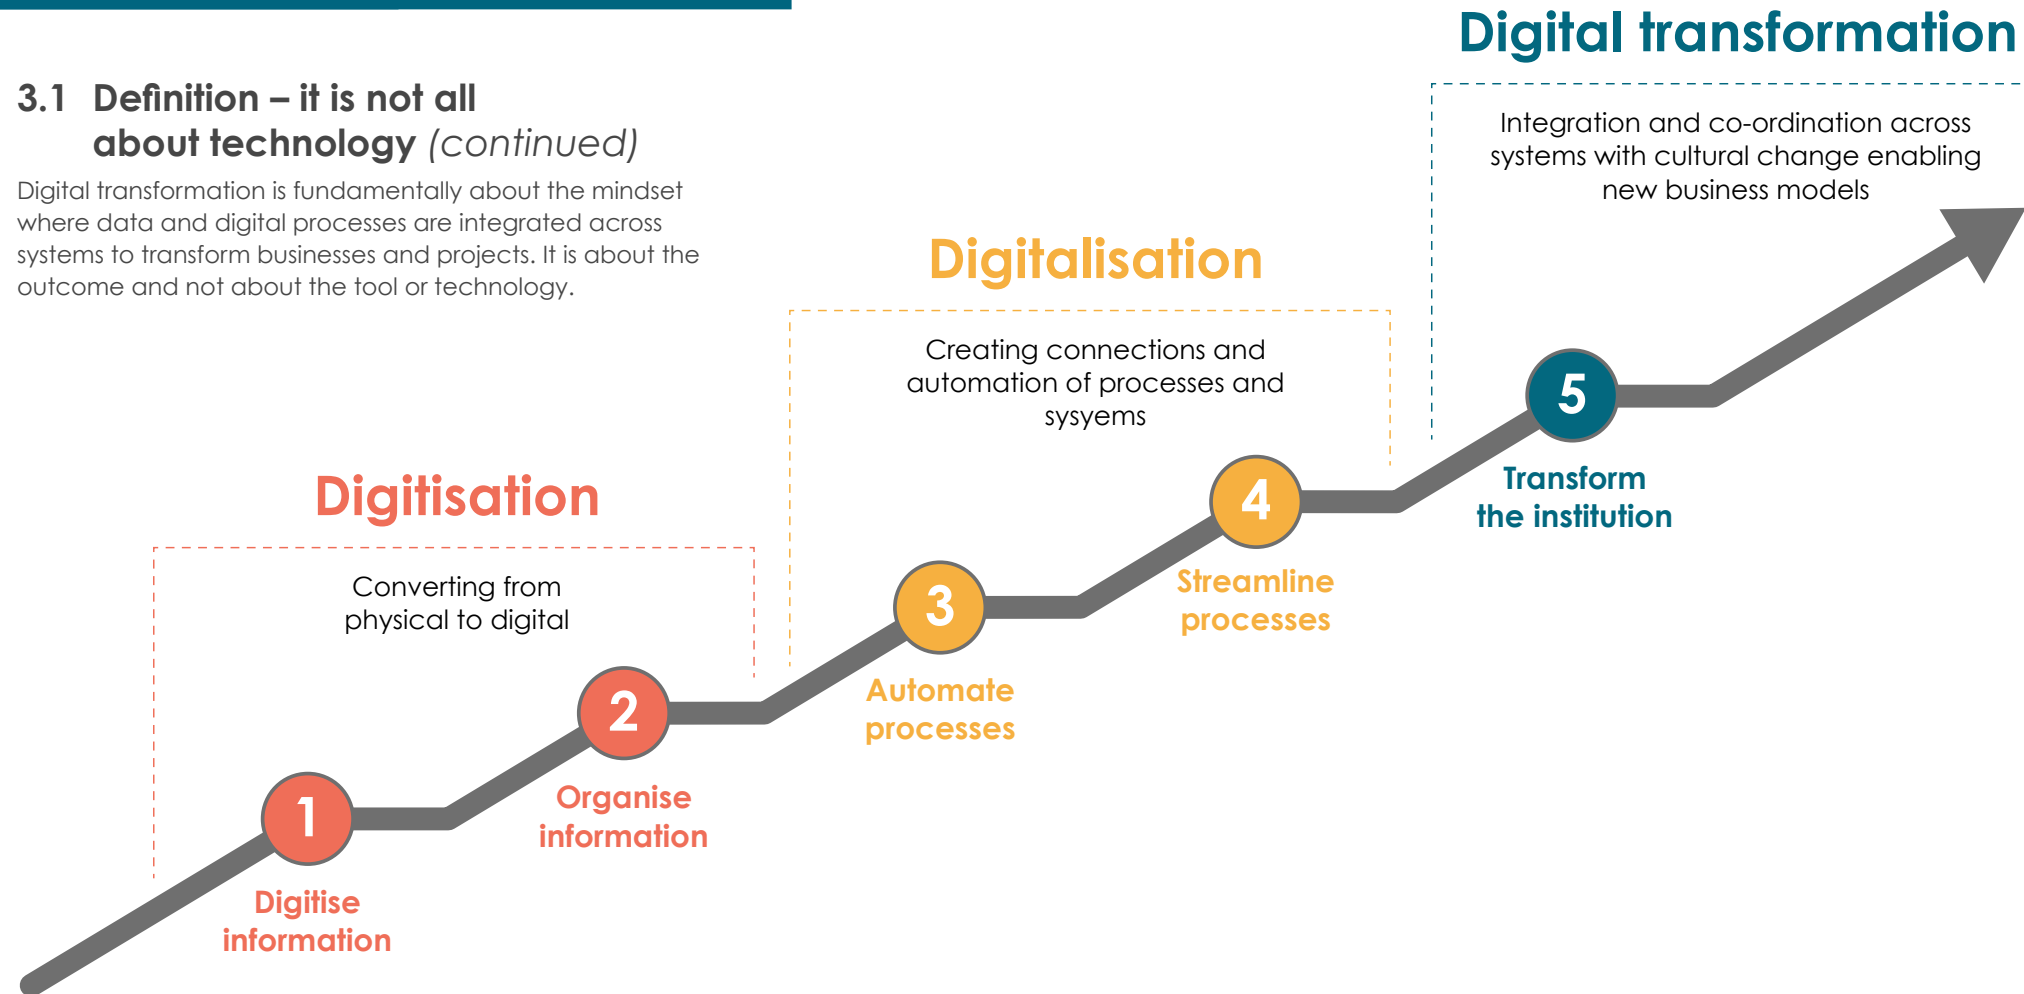 3.1 Definition – it is not all
about technology (continued)
Digital transformation is fundamentally about the mindset
where data and digital processes are integrated across
systems to transform businesses and projects. It is about the
outcome and not about the tool or technology.
Digitisation
Converting from
physical to digital
1
Digitise
information
2
Organise
information
Digitalisation
Creating connections and
automation of processes and
sysyems
3
Automate
processes
4
Streamline
processes
Digital transformation
Integration and co-ordination across
systems with cultural change enabling
new business models
5
Transform
the institution